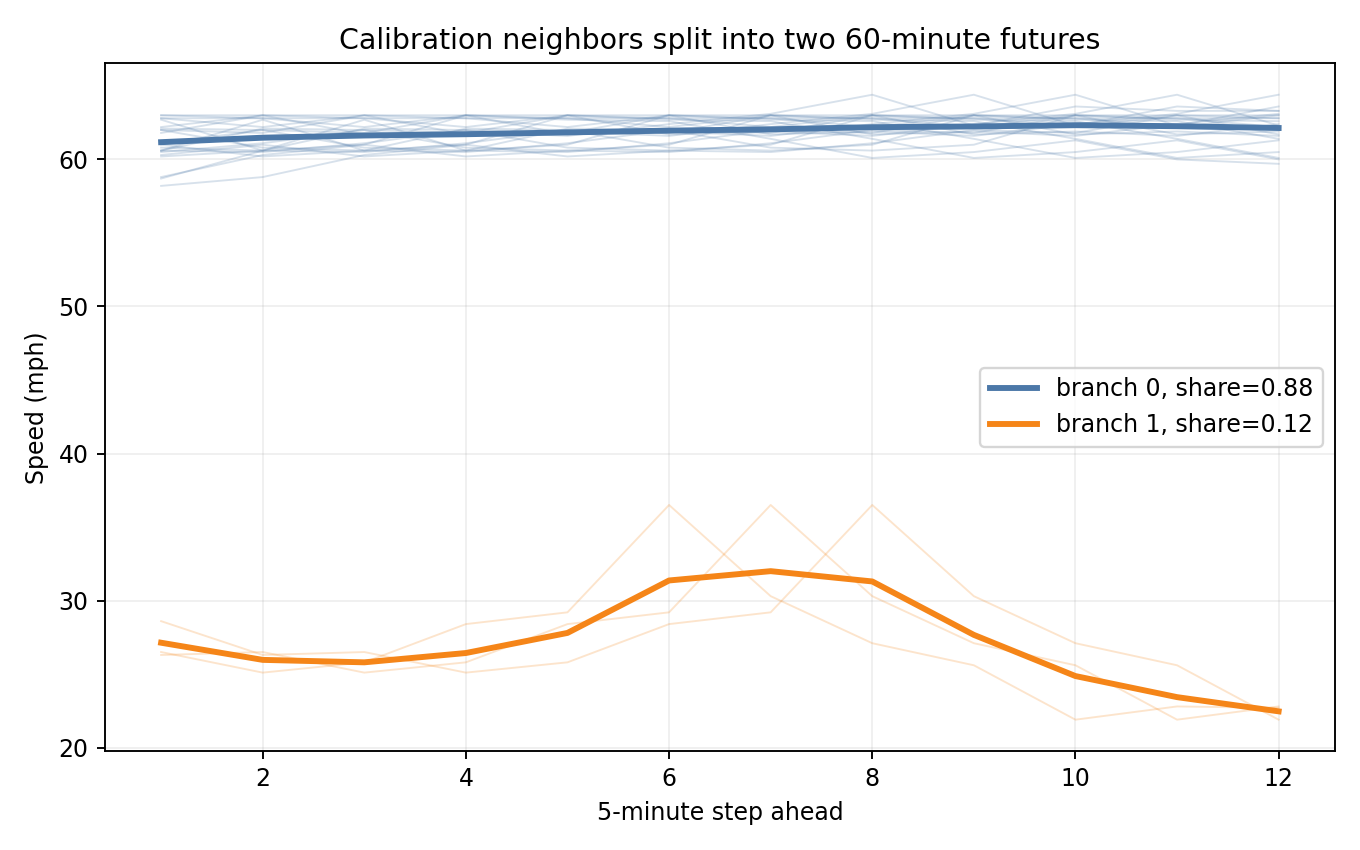 Calibration neighbors split into two 60-minute futures
Speed (mph)
60
50
40
30
20
branch 0, share=0.88
branch 1, share=0.12
2 4 6 8 10 12
5-minute step ahead